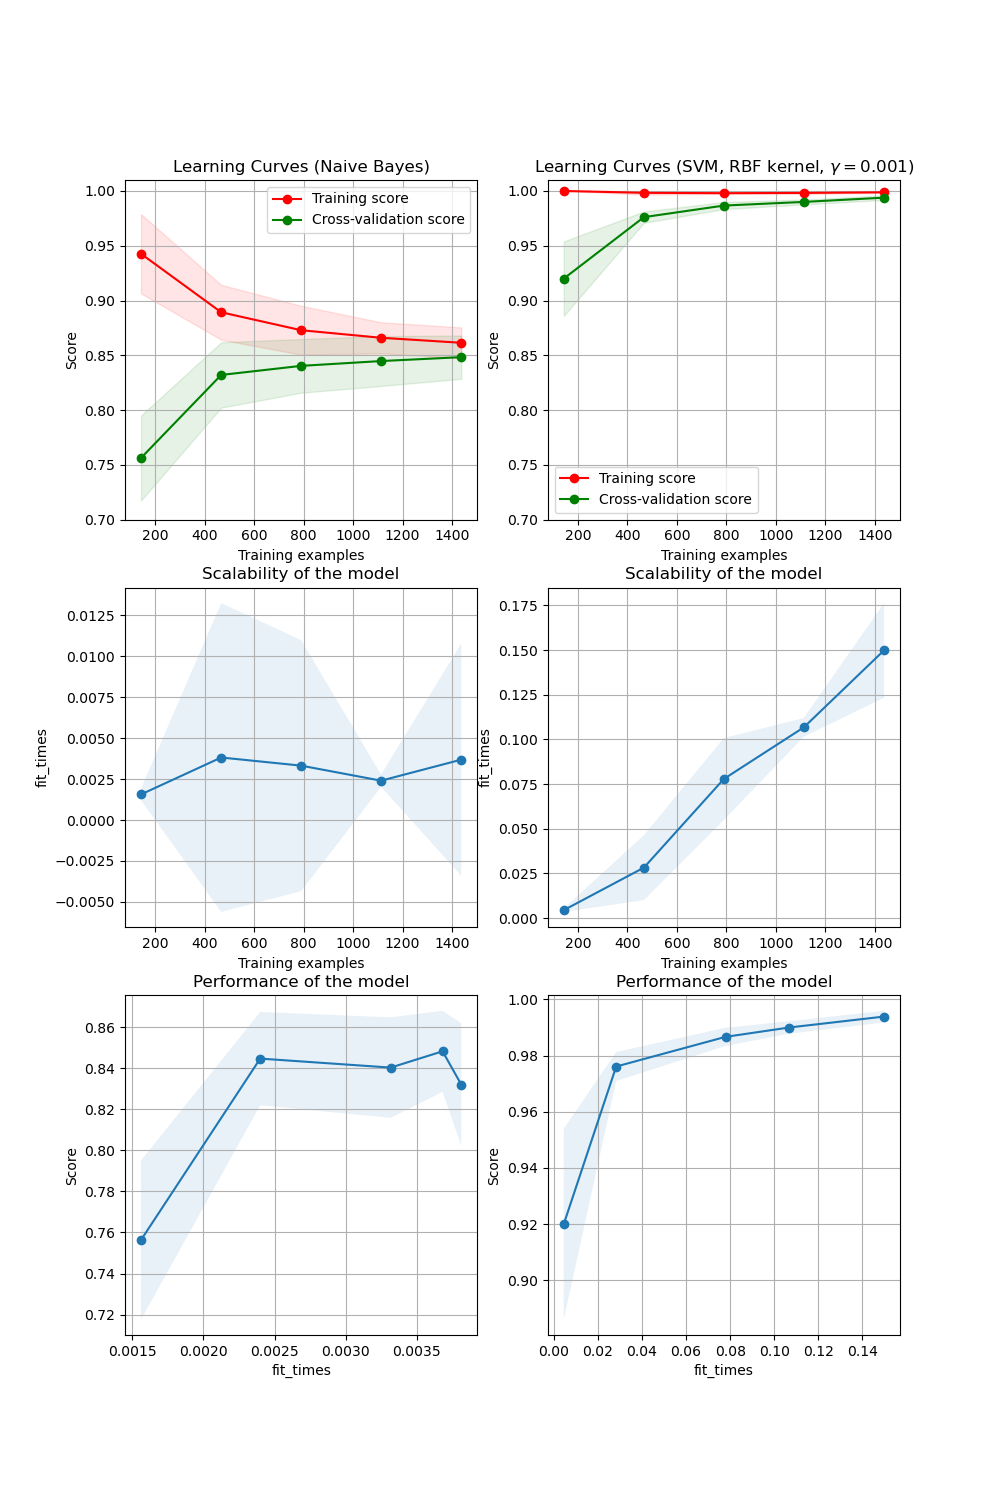 Learning Curves (Naive Bayes)
Score
1.00
0.95
0.90
0.85
0.80
0.75
0.70
Training score
Cross-validation score
200 400 600 800 1000 1200 1400
Training examples
Learning Curves (SVM, RBF kernel, γ = 0.001)
Score
1.00
0.95
0.90
0.85
0.80
0.75
0.70
Training score
Cross-validation score
200 400 600 800 1000 1200 1400
Training examples
Scalability of the model
fit_times
0.0125
0.0100
0.0075
0.0050
0.0025
0.0000
−0.0025
−0.0050
200 400 600 800 1000 1200 1400
Training examples
Scalability of the model
fit_times
0.175
0.150
0.125
0.100
0.075
0.050
0.025
0.000
200 400 600 800 1000 1200 1400
Training examples
Performance of the model
Score
0.86
0.84
0.82
0.80
0.78
0.76
0.74
0.72
0.0015 0.0020 0.0025 0.0030 0.0035
fit_times
Performance of the model
Score
1.00
0.98
0.96
0.94
0.92
0.90
0.00 0.02 0.04 0.06 0.08 0.10 0.12 0.14
fit_times